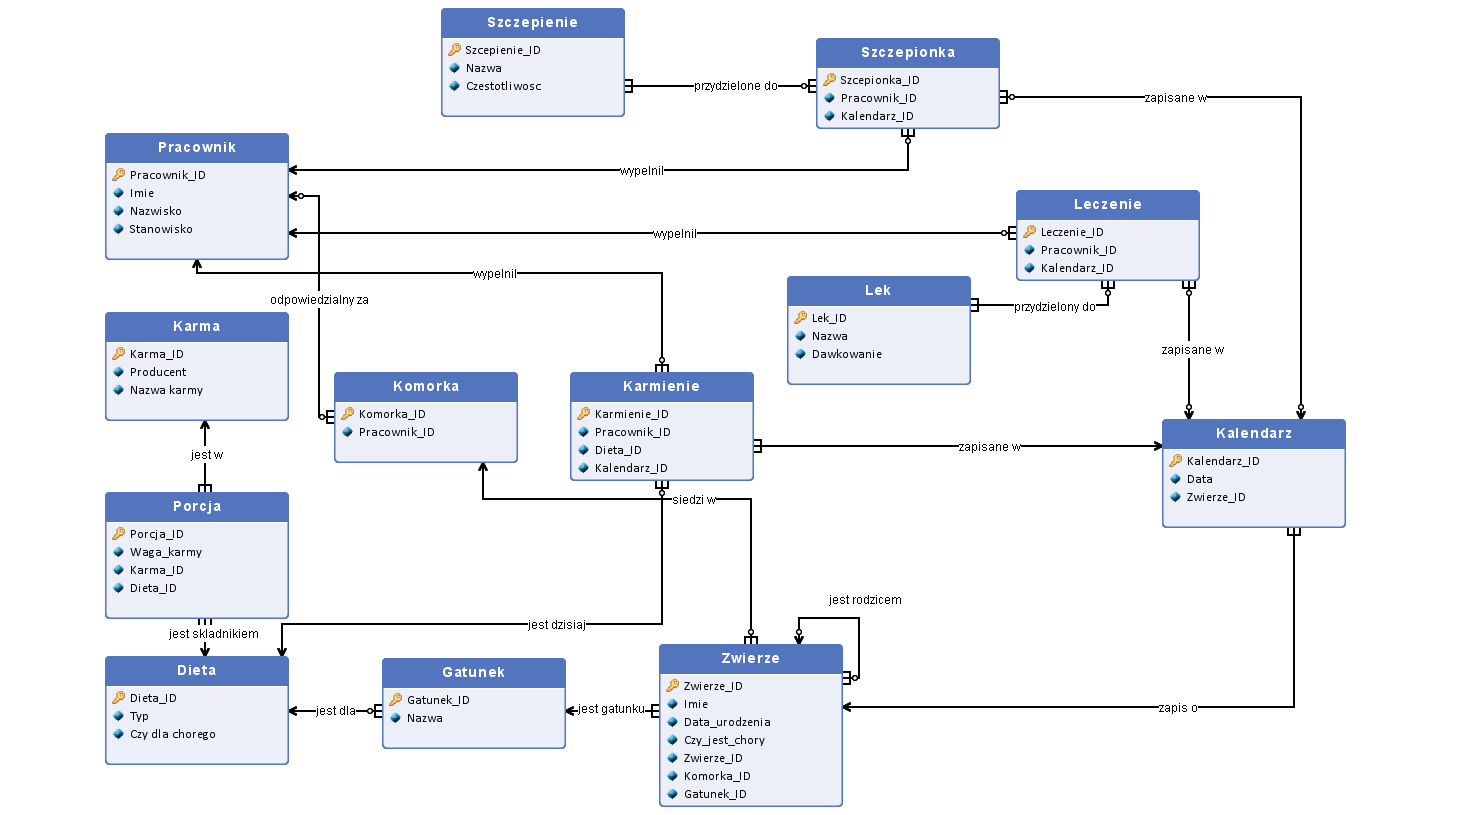 Szczepienie
Szcepienie_ID
Nazwa
Czestotliwosc
Szczepionka
Szcepionka_ID
Pracownik_ID
Kalendarz_ID
przydzielone do
zapisane w
Pracownik
Pracownik_ID
Imie
Nazwisko
Stanowisko
wypelnil
Leczenie
Leczenie_ID
Pracownik_ID
Kalendarz_ID
wypelnil
wypelnil
Lek
Lek_ID
Nazwa
Dawkowanie
przydzielony do
odpowiedzialny za
Karma
Karma_ID
Producent
Nazwa karmy
zapisane w
Komorka
Komorka_ID
Pracownik_ID
Karmienie
Karmienie_ID
Pracownik_ID
Dieta_ID
Kalendarz_ID
zapisane w
Kalendarz
Kalendarz_ID
Data
Zwierze_ID
jest w
siedzi w
Porcja
Porcja_ID
Waga_karmy
Karma_ID
Dieta_ID
jest skladnikiem
jest dzisiaj
jest rodzicem
Dieta
Dieta_ID
Typ
Czy dla chorego
jest dla
Gatunek
Gatunek_ID
Nazwa
jest gatunku
Zwierze
Zwierze_ID
Imie
Data_urodzenia
Czy_jest_chory
Zwierze_ID
Komorka_ID
Gatunek_ID
zapis o